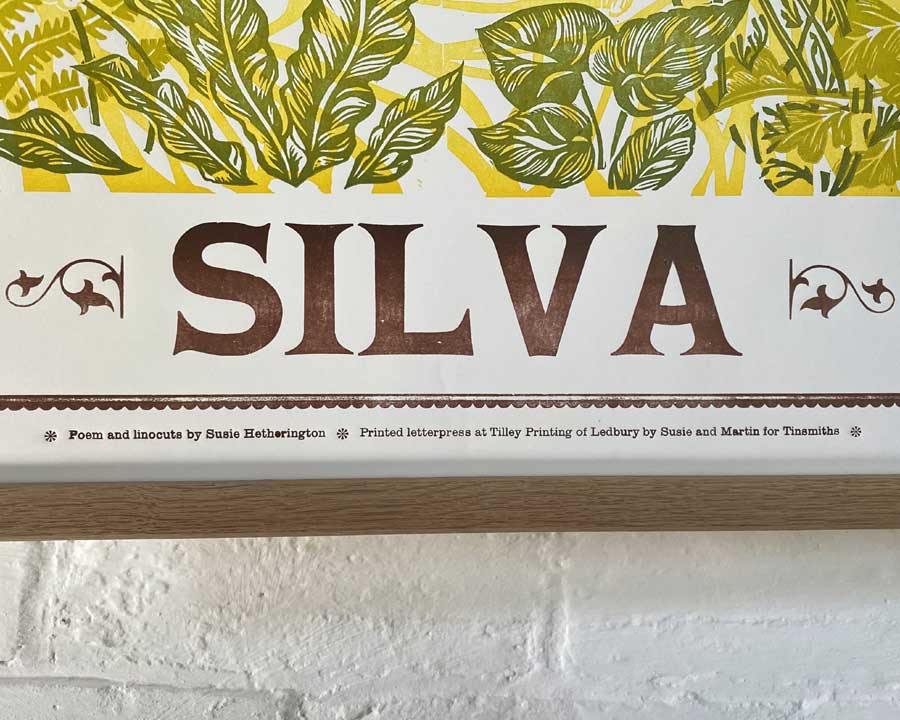 SILVA
Poem and linocuts by Susie Hetherington ❋ Printed letterpress at Tilley Printing of Ledbury by Susie and Martin for Tinsmiths